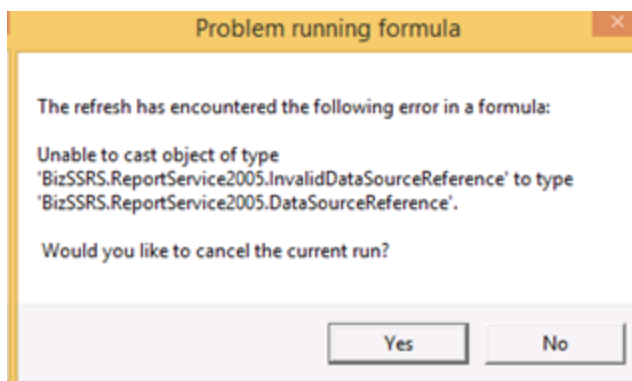 Problem running formula
The refresh has encountered the following error in a formula:
Unable to cast object of type
'BizSSRS.ReportService2005.InvalidDataSourceReference' to type
'BizSSRS.ReportService2005.DataSourceReference'.
Would you like to cancel the current run?
Yes No